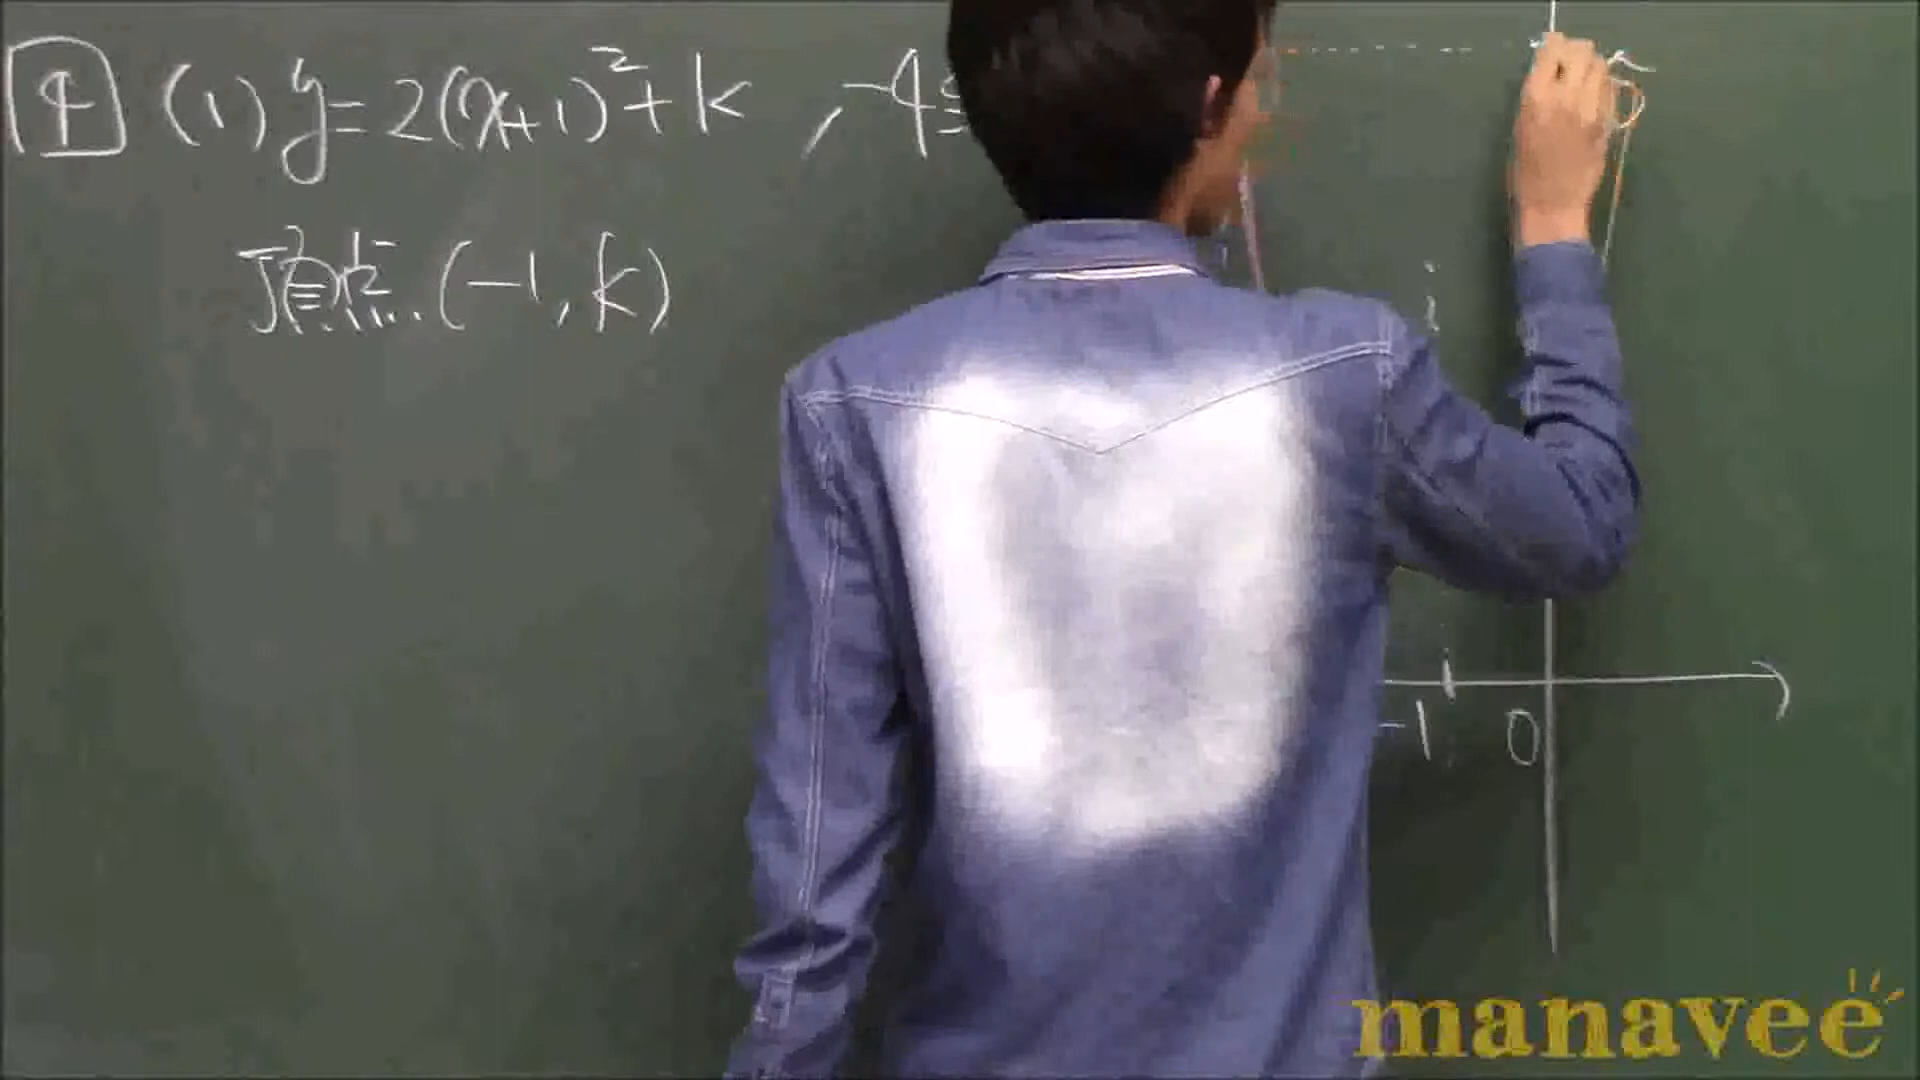 4 (1) y=2(x+1)²+k , -4≦
頂点 (-1, k)
-1 0
manavee